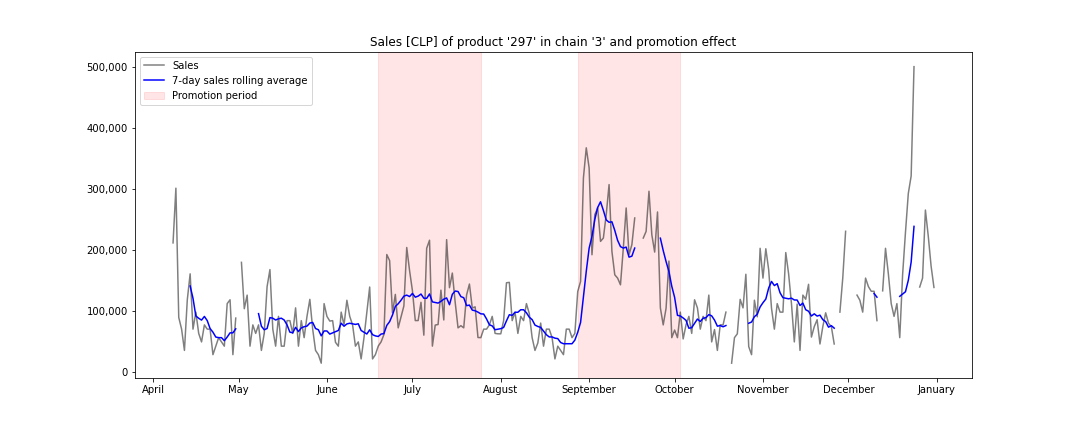 Sales [CLP] of product '297' in chain '3' and promotion effect
Sales
7-day sales rolling average
Promotion period
500,000
400,000
300,000
200,000
100,000
0
April May June July August September October November December January